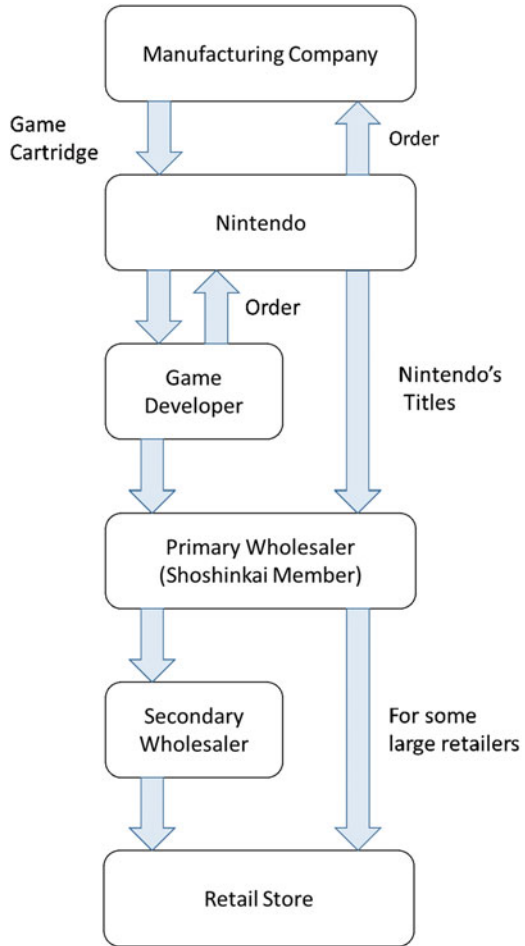 Manufacturing Company
Game
Cartridge
Order
Nintendo
Order
Game
Developer
Nintendo's
Titles
Primary Wholesaler
(Shoshinkai Member)
Secondary
Wholesaler
For some
large retailers
Retail Store